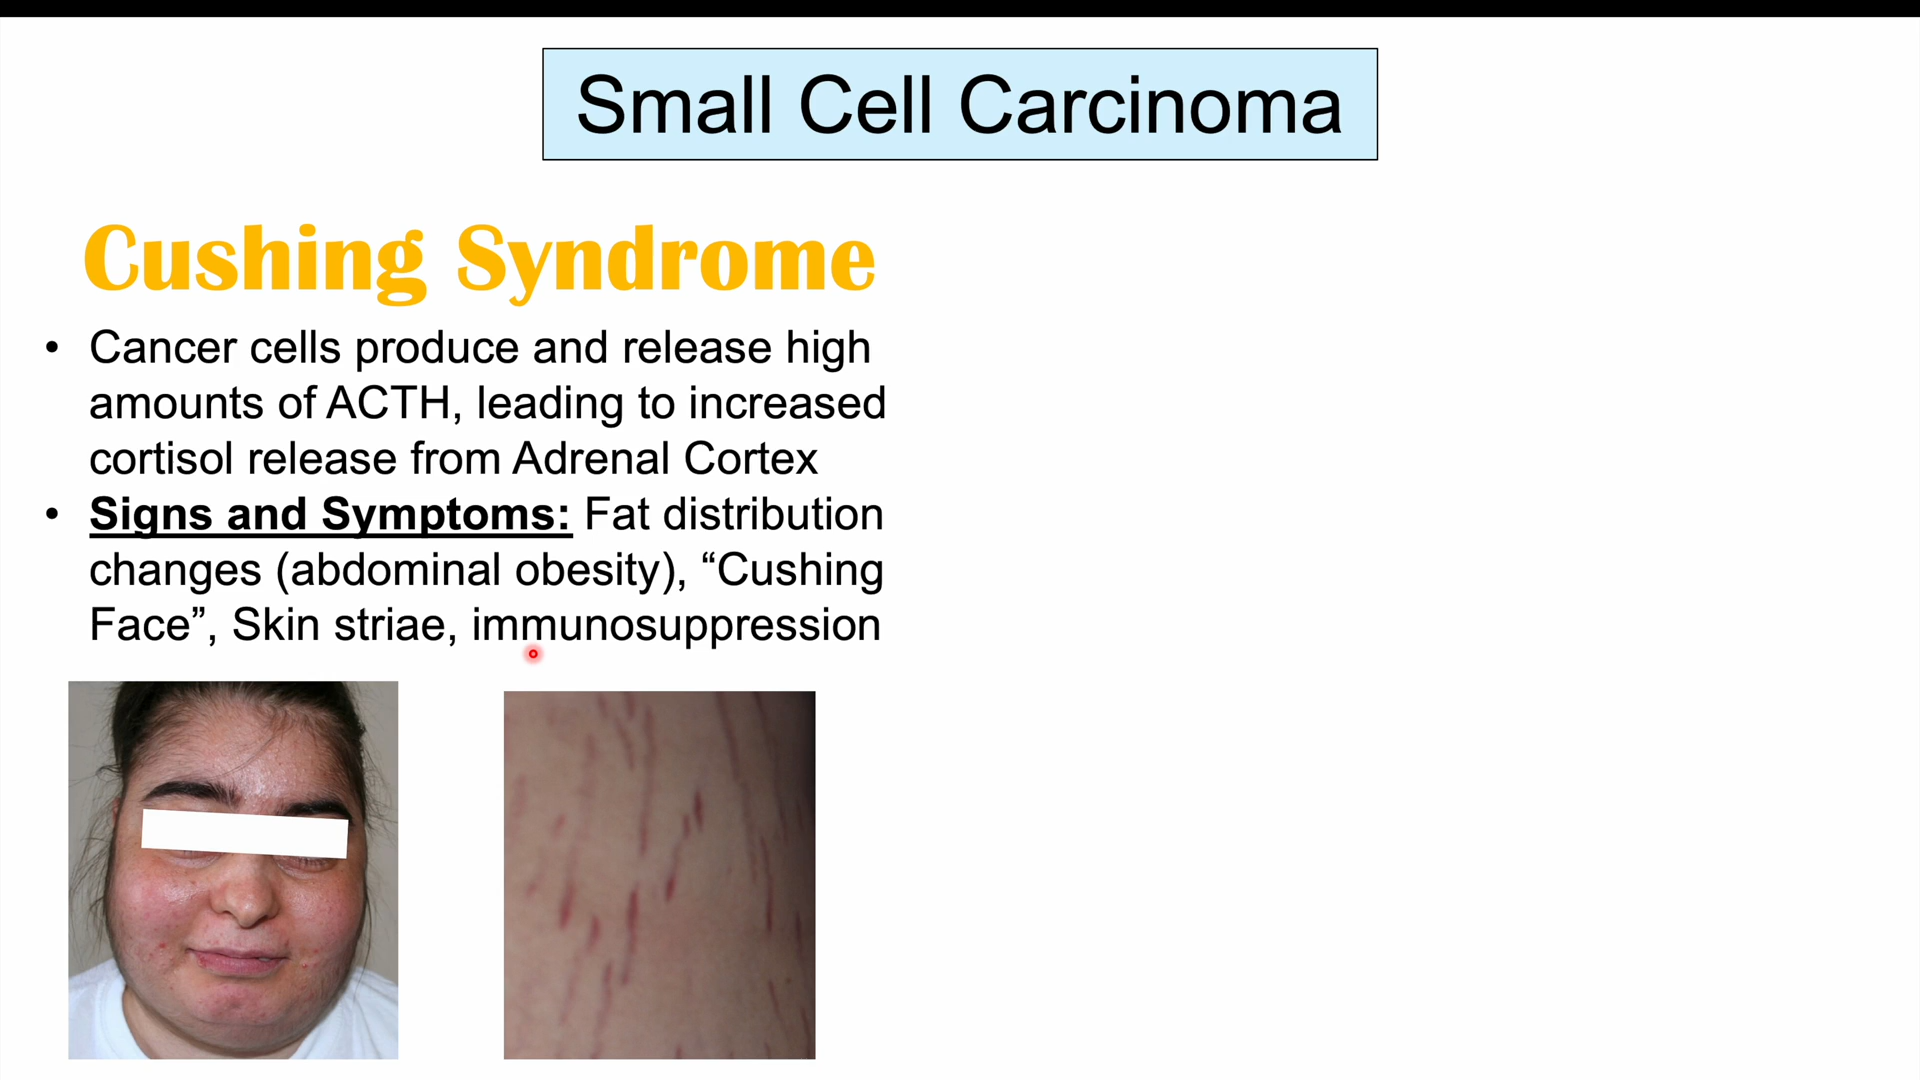 Small Cell Carcinoma
Cushing Syndrome
• Cancer cells produce and release high
amounts of ACTH, leading to increased
cortisol release from Adrenal Cortex
• Signs and Symptoms: Fat distribution
changes (abdominal obesity), “Cushing
Face”, Skin striae, immunosuppression